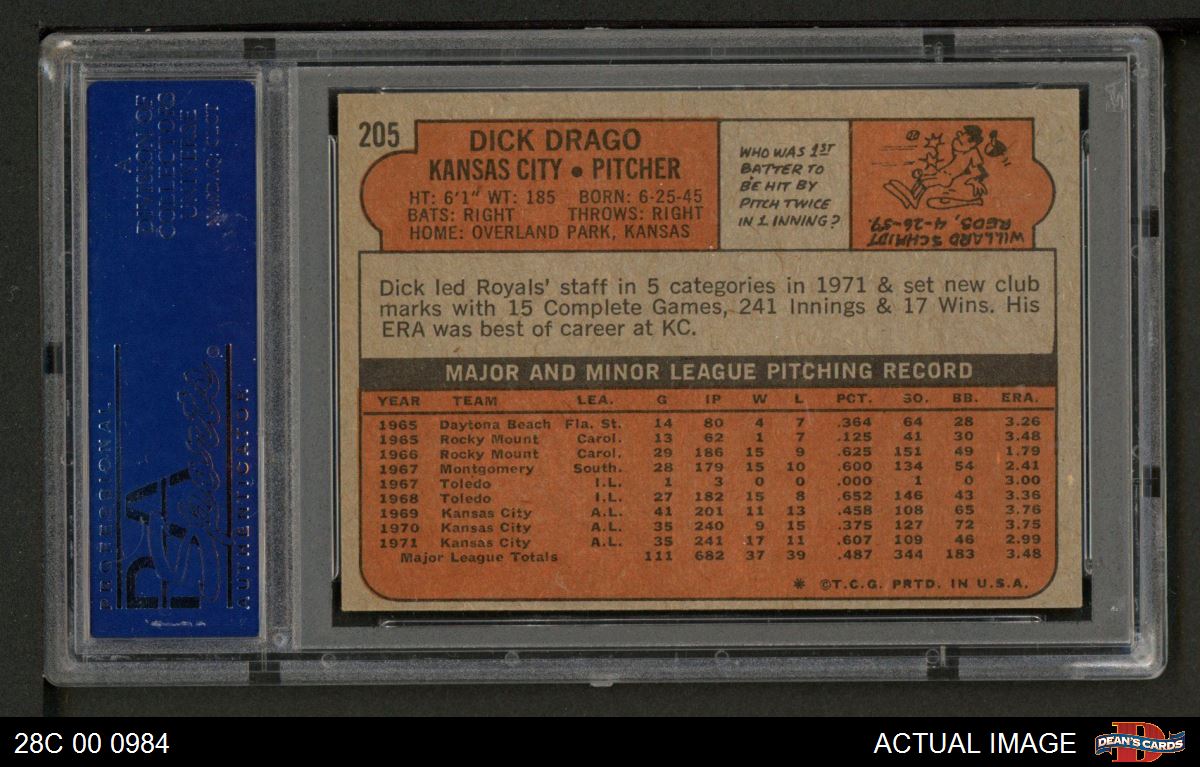 A
DIVISION OF
COLLECTORS
UNIVERSE
NASDAQ: CLCT
PSA
Sports
PROFESSIONAL
AUTHENTICATOR
205
DICK DRAGO
KANSAS CITY • PITCHER
HT: 6'1" WT: 185 BORN: 6-25-45
BATS: RIGHT THROWS: RIGHT
HOME: OVERLAND PARK, KANSAS
WHO WAS 1ST
BATTER TO
BE HIT BY
PITCH TWICE
IN 1 INNING?
WILLARD SCHMIDT
REDS, 4-26-59
Dick led Royals' staff in 5 categories in 1971 & set new club
marks with 15 Complete Games, 241 Innings & 17 Wins. His
ERA was best of career at KC.
MAJOR AND MINOR LEAGUE PITCHING RECORD
YEAR TEAM LEA. G IP W L PCT. SO. BB. ERA.
1965 Daytona Beach Fla. St. 14 80 4 7 .364 64 28 3.26
1965 Rocky Mount Carol. 13 62 1 7 .125 41 30 3.48
1966 Rocky Mount Carol. 29 186 15 9 .625 151 49 1.79
1967 Montgomery South. 28 179 15 10 .600 134 54 2.41
1967 Toledo I.L. 1 3 0 0 .000 1 0 3.00
1968 Toledo I.L. 27 182 15 8 .652 146 43 3.36
1969 Kansas City A.L. 41 201 11 13 .458 108 65 3.76
1970 Kansas City A.L. 35 240 9 15 .375 127 72 3.75
1971 Kansas City A.L. 35 241 17 11 .607 109 46 2.99
Major League Totals 111 682 37 39 .487 344 183 3.48
* ©T.C.G. PRTD. IN U.S.A.
28C 00 0984
ACTUAL IMAGE
D
DEAN'S CARDS